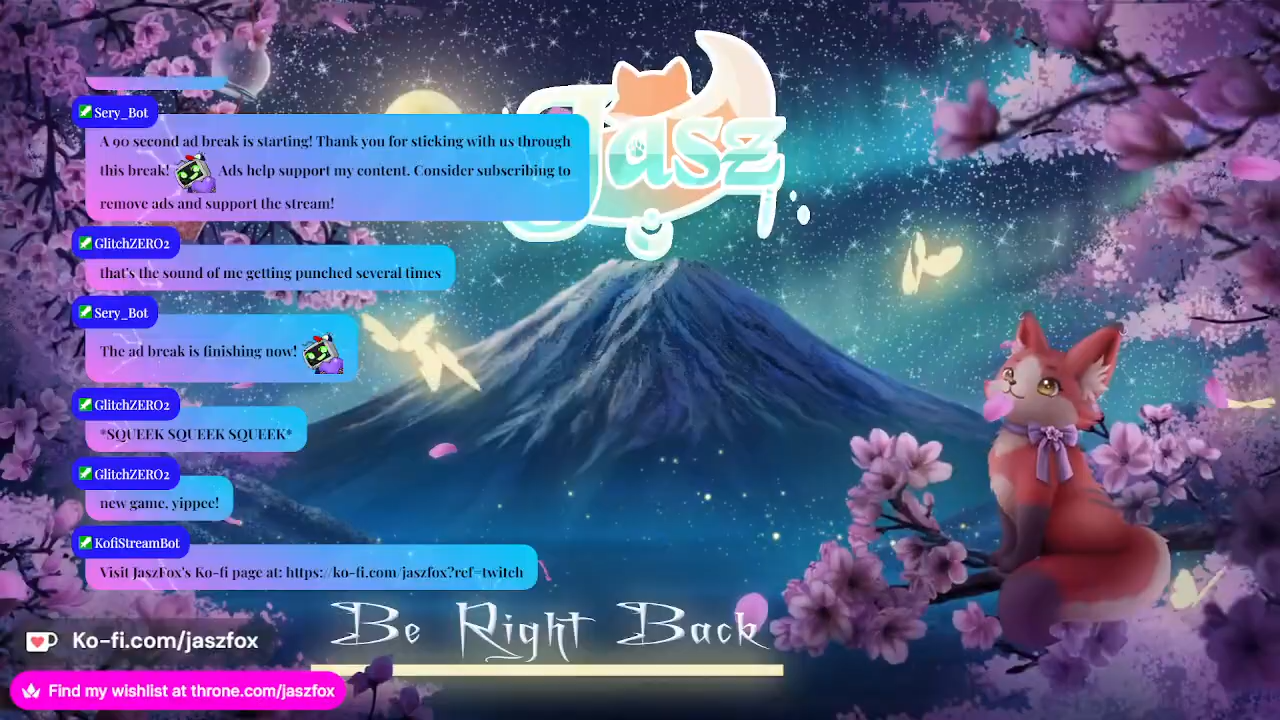 Jasz
Sery_Bot
A 90 second ad break is starting! Thank you for sticking with us through
this break! Ads help support my content. Consider subscribing to
remove ads and support the stream!
GlitchZERO2
that's the sound of me getting punched several times
Sery_Bot
The ad break is finishing now!
GlitchZERO2
*SQUEEK SQUEEK SQUEEK*
GlitchZERO2
new game, yippee!
KofiStreamBot
Visit JaszFox's Ko-fi page at: https://ko-fi.com/jaszfox?ref=twitch
Be Right Back
Ko-fi.com/jaszfox
Find my wishlist at throne.com/jaszfox